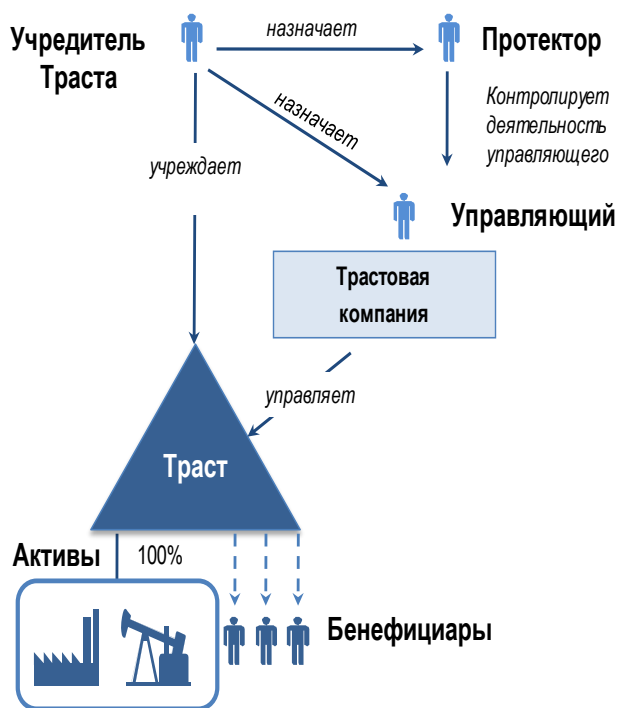 Учредитель
Траста
назначает
Протектор
назначает
Контролирует
деятельность
управляющего
учреждает
Управляющий
Трастовая
компания
управляет
Траст
Активы
100%
Бенефициары